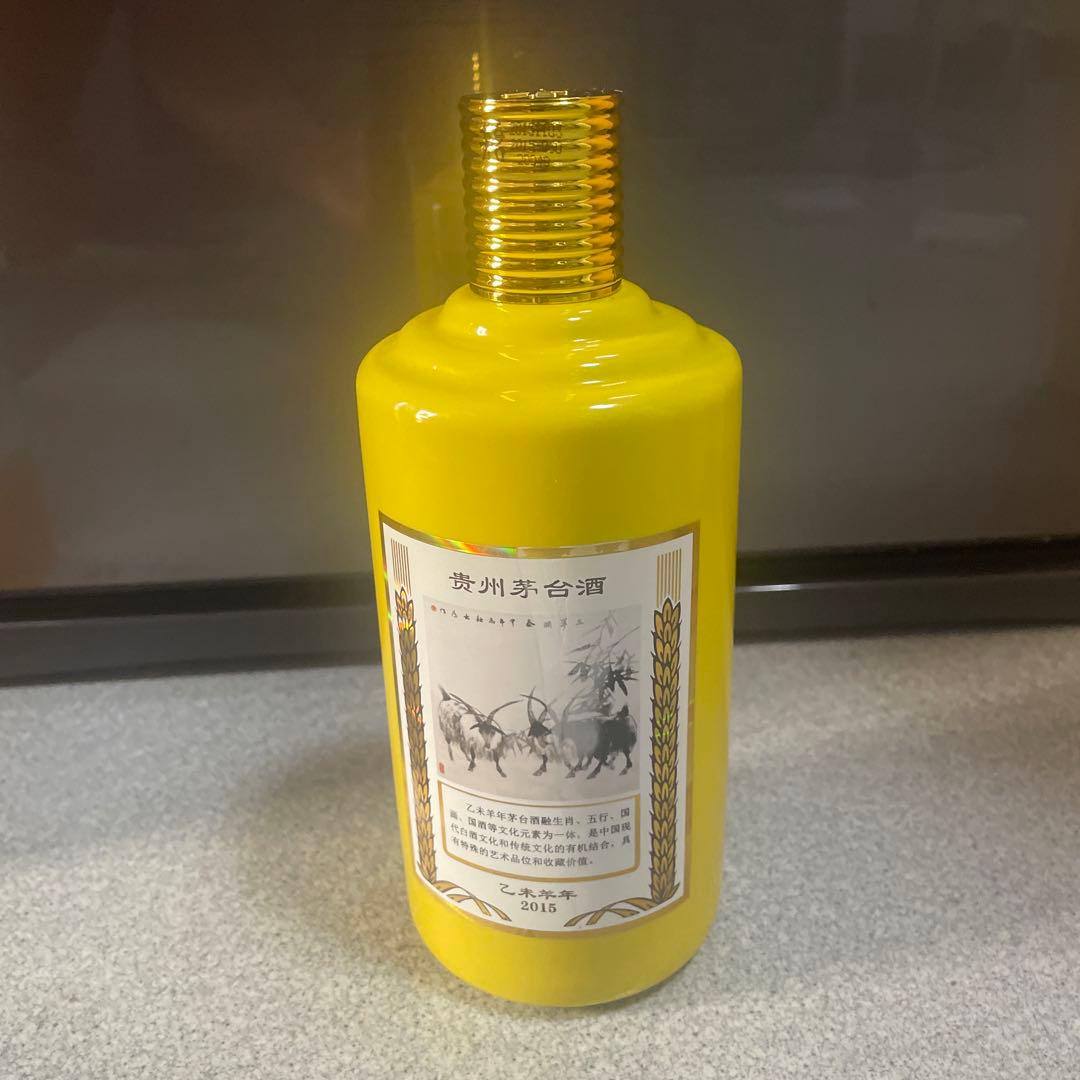 贵州茅台酒
乙未羊年茅台酒融生肖、五行、国
画、国酒等文化元素为一体，是中国现
代白酒文化和传统文化的有机结合，具
有特殊的艺术品位和收藏价值。
乙未羊年
2015